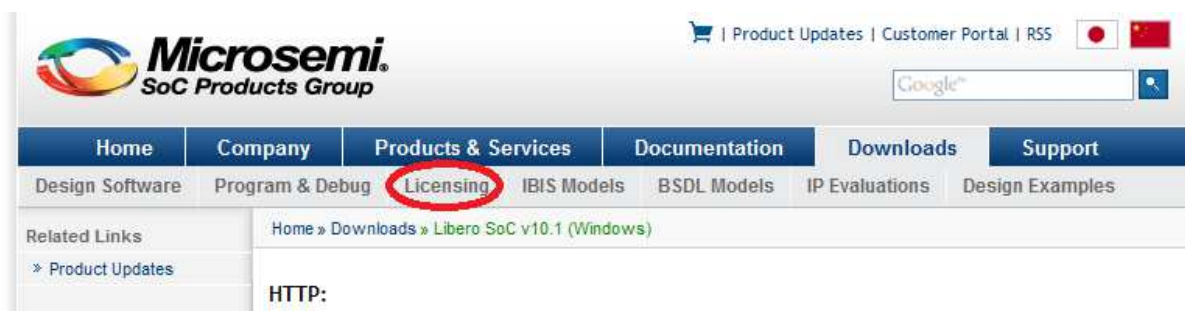 | Product Updates | Customer Portal | RSS
Microsemi.
SoC Products Group
Google™
Home Company Products & Services Documentation Downloads Support
Design Software Program & Debug Licensing IBIS Models BSDL Models IP Evaluations Design Examples
Related Links
Home » Downloads » Libero SoC v10.1 (Windows)
» Product Updates
HTTP: